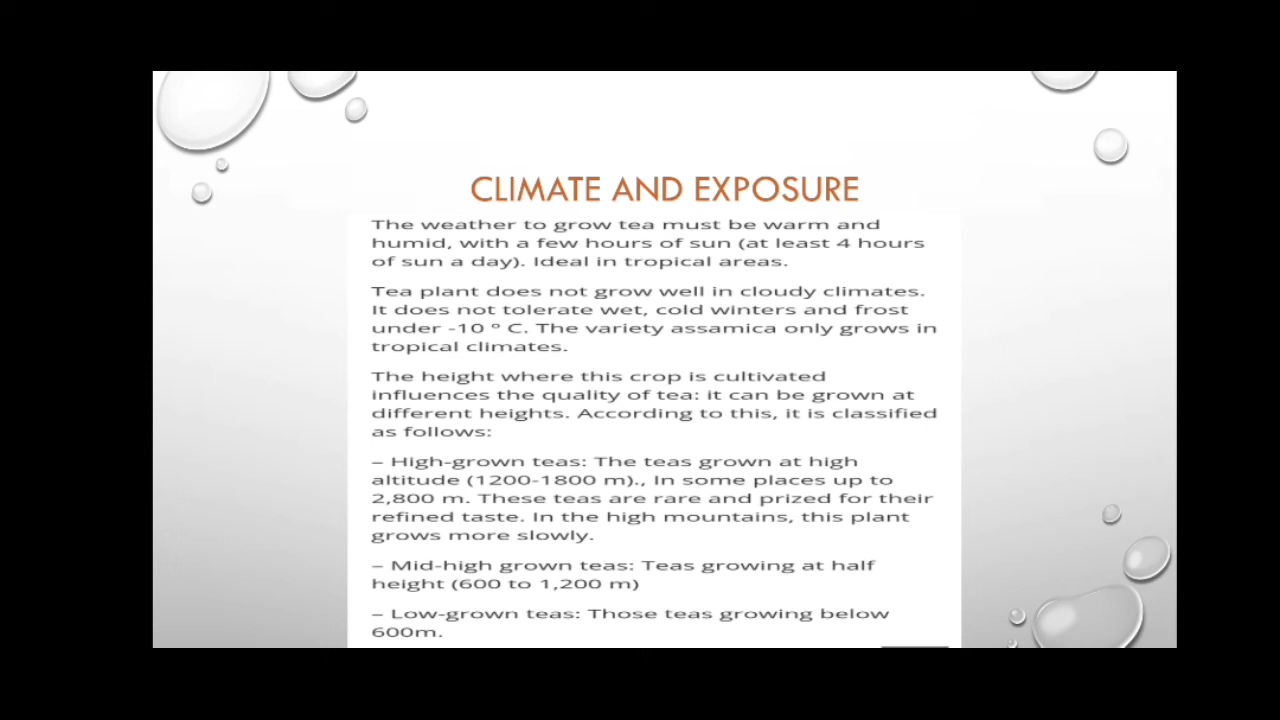 CLIMATE AND EXPOSURE
The weather to grow tea must be warm and
humid, with a few hours of sun (at least 4 hours
of sun a day). Ideal in tropical areas.
Tea plant does not grow well in cloudy climates.
It does not tolerate wet, cold winters and frost
under -10 º C. The variety assamica only grows in
tropical climates.
The height where this crop is cultivated
influences the quality of tea: it can be grown at
different heights. According to this, it is classified
as follows:
– High-grown teas: The teas grown at high
altitude (1200-1800 m)., In some places up to
2,800 m. These teas are rare and prized for their
refined taste. In the high mountains, this plant
grows more slowly.
– Mid-high grown teas: Teas growing at half
height (600 to 1,200 m)
– Low-grown teas: Those teas growing below
600m.